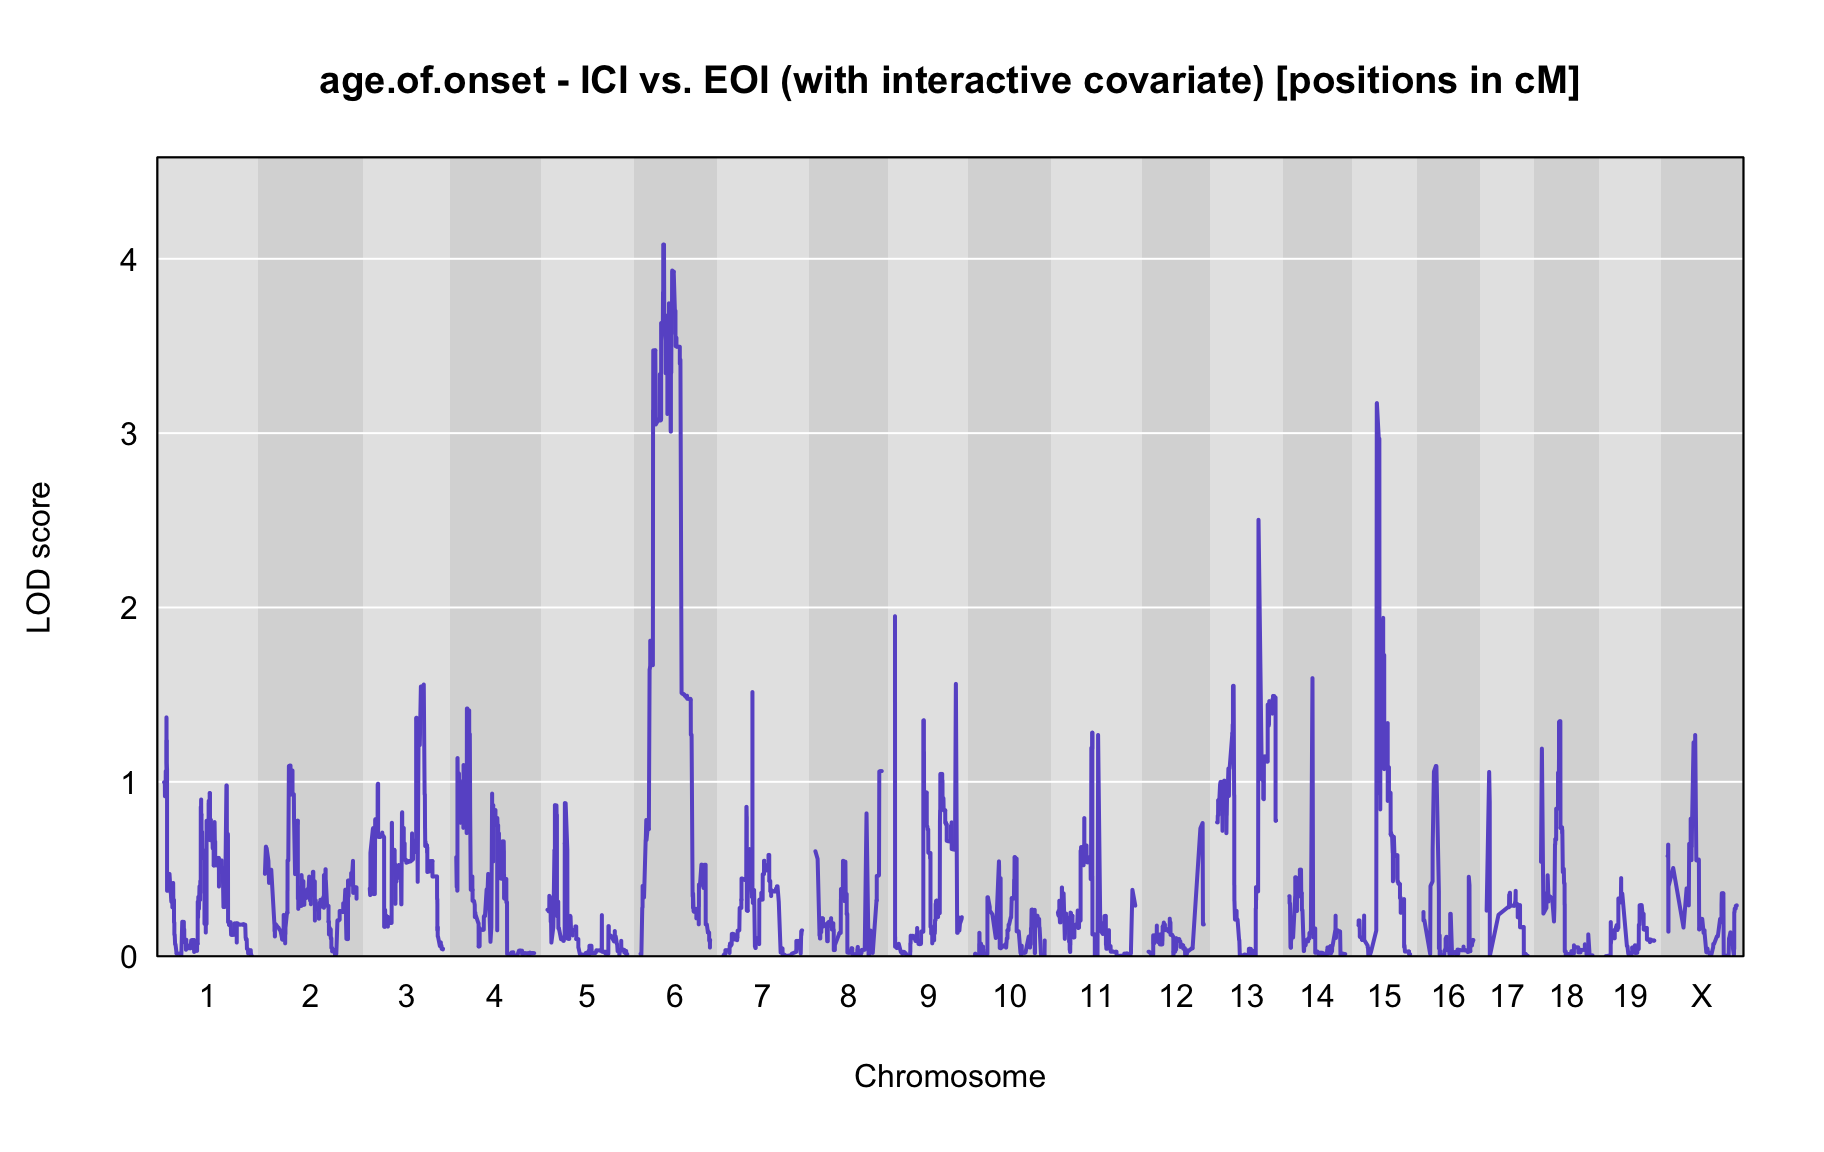 age.of.onset - ICI vs. EOI (with interactive covariate) [positions in cM]
LOD score
4
3
2
1
0
1 2 3 4 5 6 7 8 9 10 11 12 13 14 15 16 17 18 19 X
Chromosome